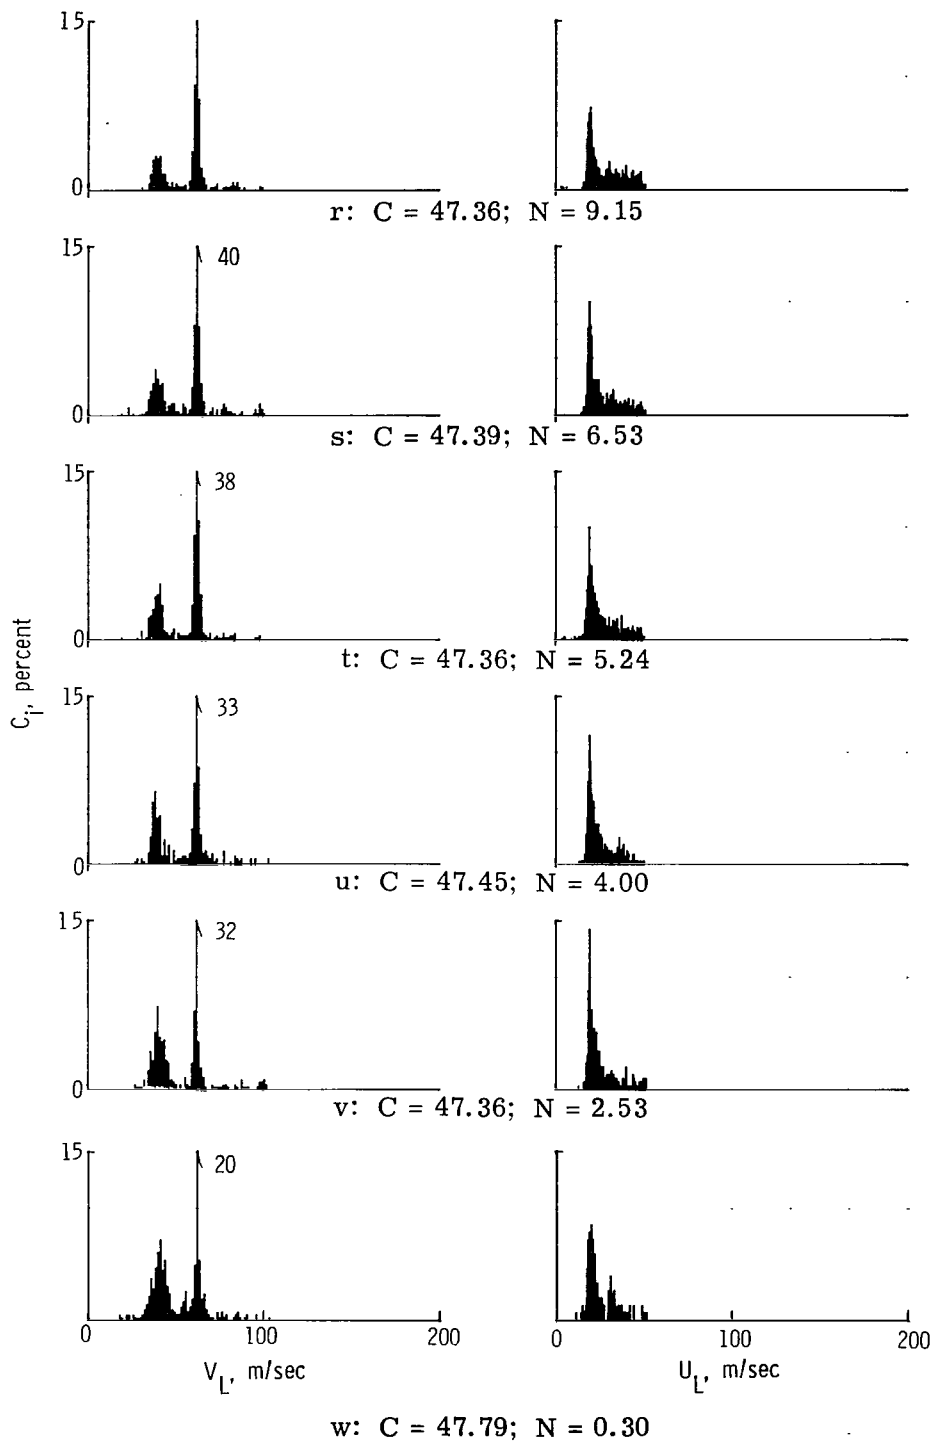 15
0
r: C = 47.36; N = 9.15
15
40
0
s: C = 47.39; N = 6.53
15
38
0
t: C = 47.36; N = 5.24
C_i, percent
15
33
0
u: C = 47.45; N = 4.00
15
32
0
v: C = 47.36; N = 2.53
15
20
0 100 200 0 100 200
V_L, m/sec U_L, m/sec
w: C = 47.79; N = 0.30